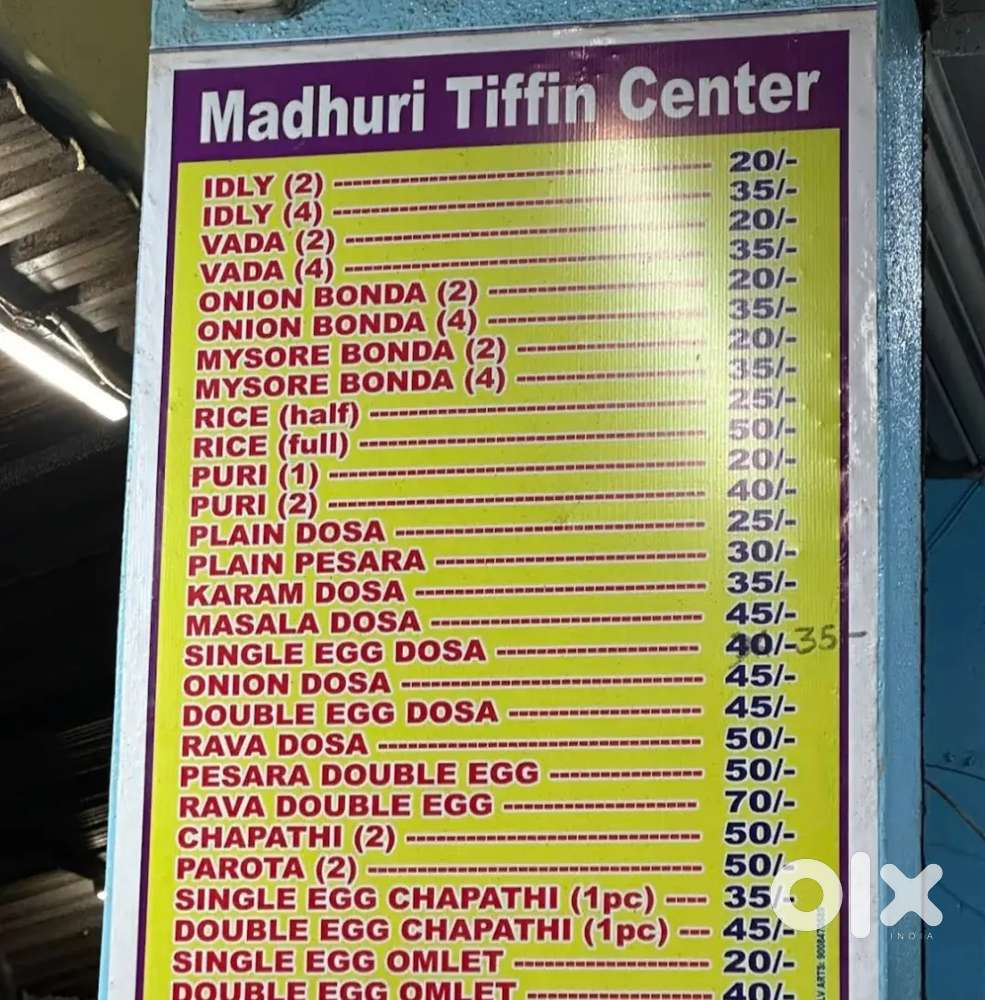 Madhuri Tiffin Center
IDLY (2) ------------------------------ 20/-
IDLY (4) ------------------------------ 35/-
VADA (2) ----------------------------- 20/-
VADA (4) ----------------------------- 35/-
ONION BONDA (2) ----------------- 20/-
ONION BONDA (4) ----------------- 35/-
MYSORE BONDA (2) --------------- 20/-
MYSORE BONDA (4) --------------- 35/-
RICE (half) --------------------------- 25/-
RICE (full) ---------------------------- 50/-
PURI (1) ------------------------------ 20/-
PURI (2) ------------------------------ 40/-
PLAIN DOSA ------------------------- 25/-
PLAIN PESARA --------------------- 30/-
KARAM DOSA ----------------------- 35/-
MASALA DOSA --------------------- 45/-
SINGLE EGG DOSA ---------------- 40/- 35-
ONION DOSA ------------------------ 45/-
DOUBLE EGG DOSA --------------- 45/-
RAVA DOSA -------------------------- 50/-
PESARA DOUBLE EGG ----------- 50/-
RAVA DOUBLE EGG --------------- 70/-
CHAPATHI (2) ----------------------- 50/-
PAROTA (2) -------------------------- 50/-
SINGLE EGG CHAPATHI (1pc) ---- 35/-
DOUBLE EGG CHAPATHI (1pc) --- 45/-
SINGLE EGG OMLET --------------- 20/-
DOUBLE EGG OMLET -------------- 40/-
olx
INDIA